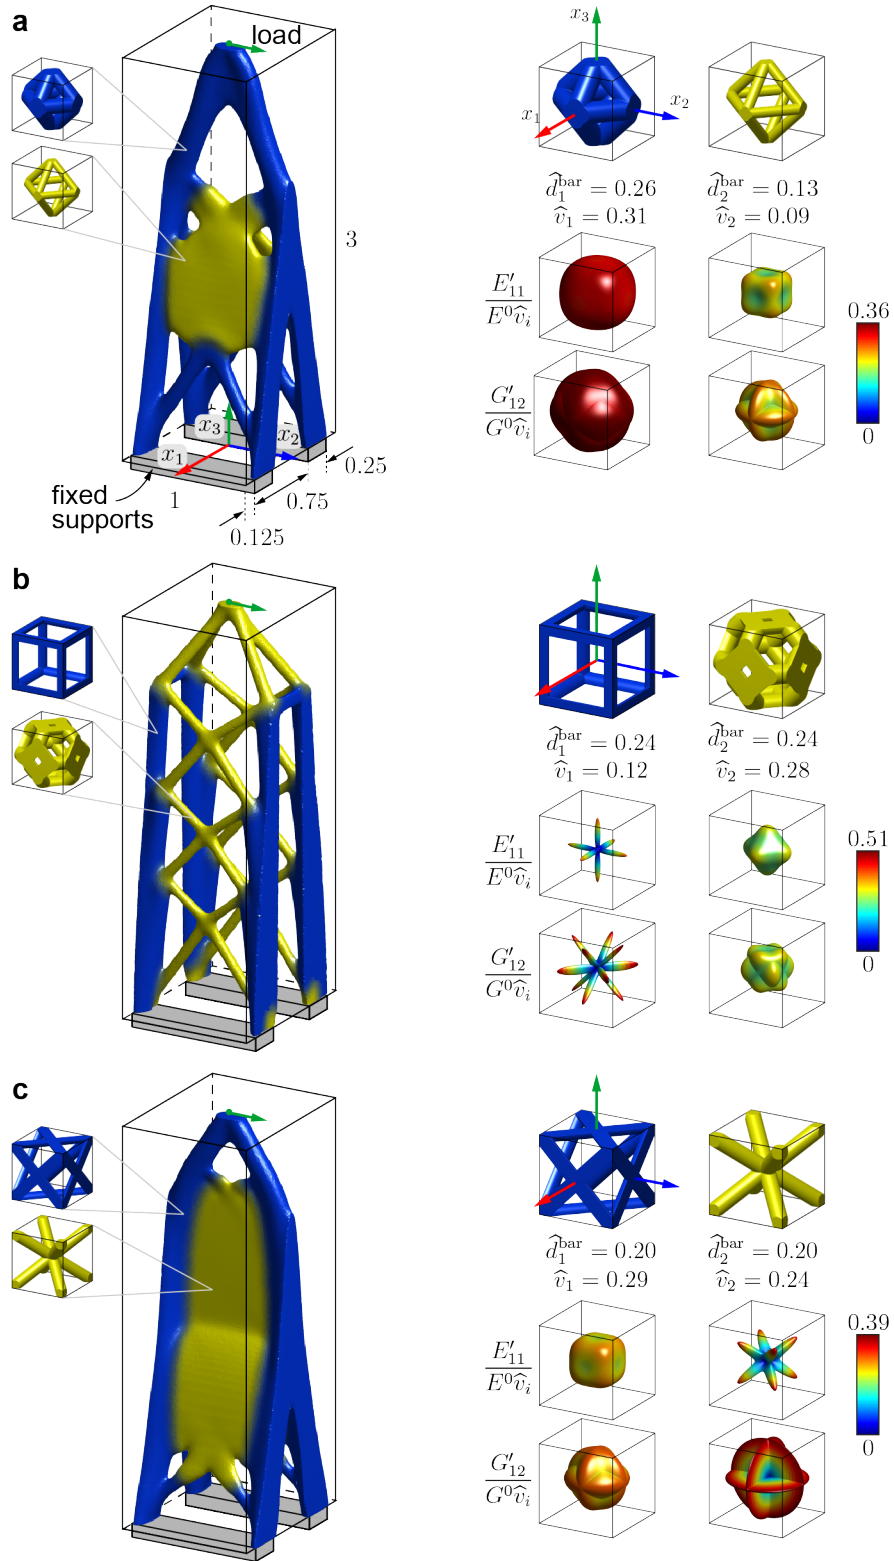 a
load
3
x₃
x₂
x₁
fixed
supports
1
0.125
0.75
0.25
x₃
x₁
x₂
d̂₁ᵇᵃʳ = 0.26
v̂₁ = 0.31
d̂₂ᵇᵃʳ = 0.13
v̂₂ = 0.09
E′₁₁ / E⁰v̂ᵢ
G′₁₂ / G⁰v̂ᵢ
0.36
0
b
d̂₁ᵇᵃʳ = 0.24
v̂₁ = 0.12
d̂₂ᵇᵃʳ = 0.24
v̂₂ = 0.28
E′₁₁ / E⁰v̂ᵢ
G′₁₂ / G⁰v̂ᵢ
0.51
0
c
d̂₁ᵇᵃʳ = 0.20
v̂₁ = 0.29
d̂₂ᵇᵃʳ = 0.20
v̂₂ = 0.24
E′₁₁ / E⁰v̂ᵢ
G′₁₂ / G⁰v̂ᵢ
0.39
0